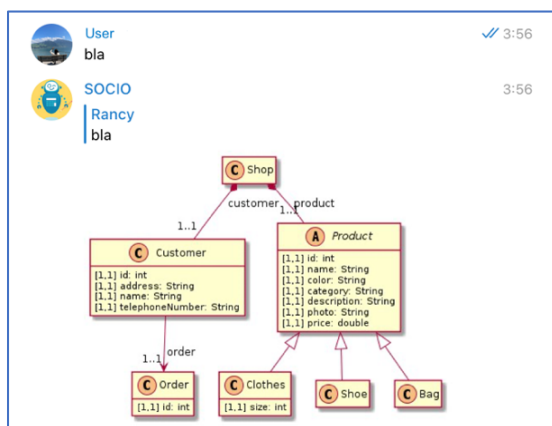 User 3:56
bla
SOCIO 3:56
Rancy
bla
C Shop
customer product
1..1 1..1
C Customer
[1,1] id: int
[1,1] address: String
[1,1] name: String
[1,1] telephoneNumber: String
A Product
[1,1] id: int
[1,1] name: String
[1,1] color: String
[1,1] category: String
[1,1] description: String
[1,1] photo: String
[1,1] price: double
1..1 order
C Order
[1,1] id: int
C Clothes
[1,1] size: int
C Shoe
C Bag